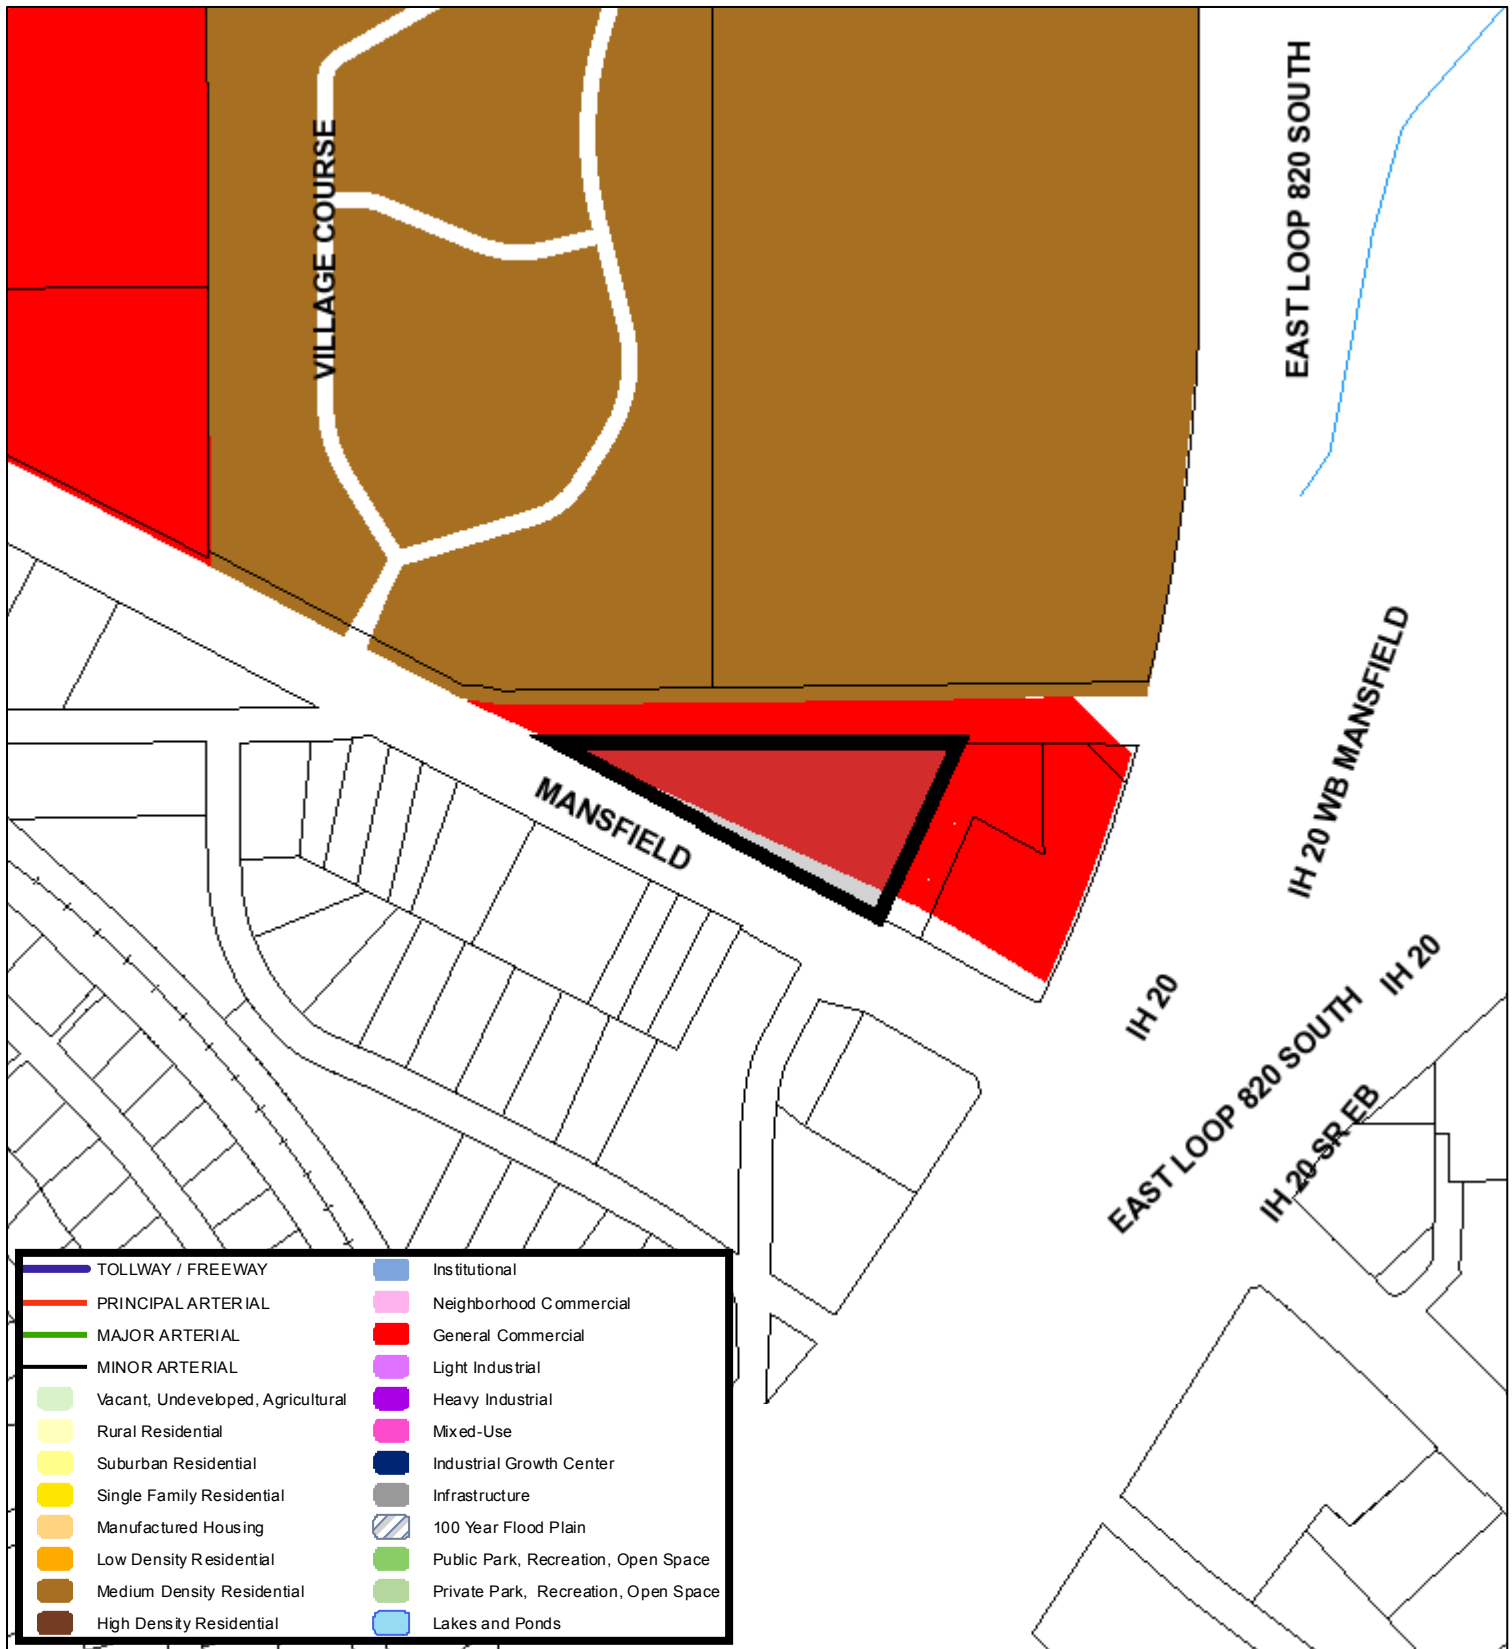 VILLAGE COURSE
EAST LOOP 820 SOUTH
IH 20 WB MANSFIELD
MANSFIELD
IH 20
IH 20
EAST LOOP 820 SOUTH
IH 20 SR EB
TOLLWAY / FREEWAY
PRINCIPAL ARTERIAL
MAJOR ARTERIAL
MINOR ARTERIAL
Vacant, Undeveloped, Agricultural
Rural Residential
Suburban Residential
Single Family Residential
Manufactured Housing
Low Density Residential
Medium Density Residential
High Density Residential
Institutional
Neighborhood Commercial
General Commercial
Light Industrial
Heavy Industrial
Mixed-Use
Industrial Growth Center
Infrastructure
100 Year Flood Plain
Public Park, Recreation, Open Space
Private Park, Recreation, Open Space
Lakes and Ponds